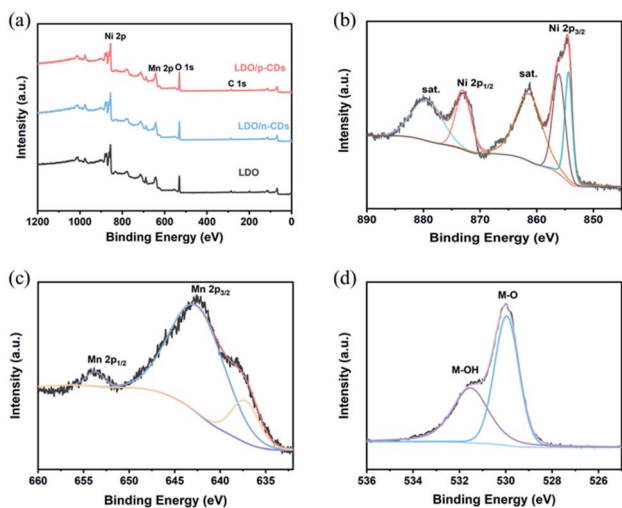 (a)
Ni 2p
LDO/p-CDs
Mn 2p
O 1s
C 1s
LDO/n-CDs
LDO
Intensity (a.u.)
1200 1000 800 600 400 200 0
Binding Energy (eV)
(b)
Ni 2p3/2
sat.
Ni 2p1/2
sat.
Intensity (a.u.)
890 880 870 860 850
Binding Energy (eV)
(c)
Mn 2p3/2
Mn 2p1/2
Intensity (a.u.)
660 655 650 645 640 635
Binding Energy (eV)
(d)
M-O
M-OH
Intensity (a.u.)
536 534 532 530 528 526
Binding Energy (eV)